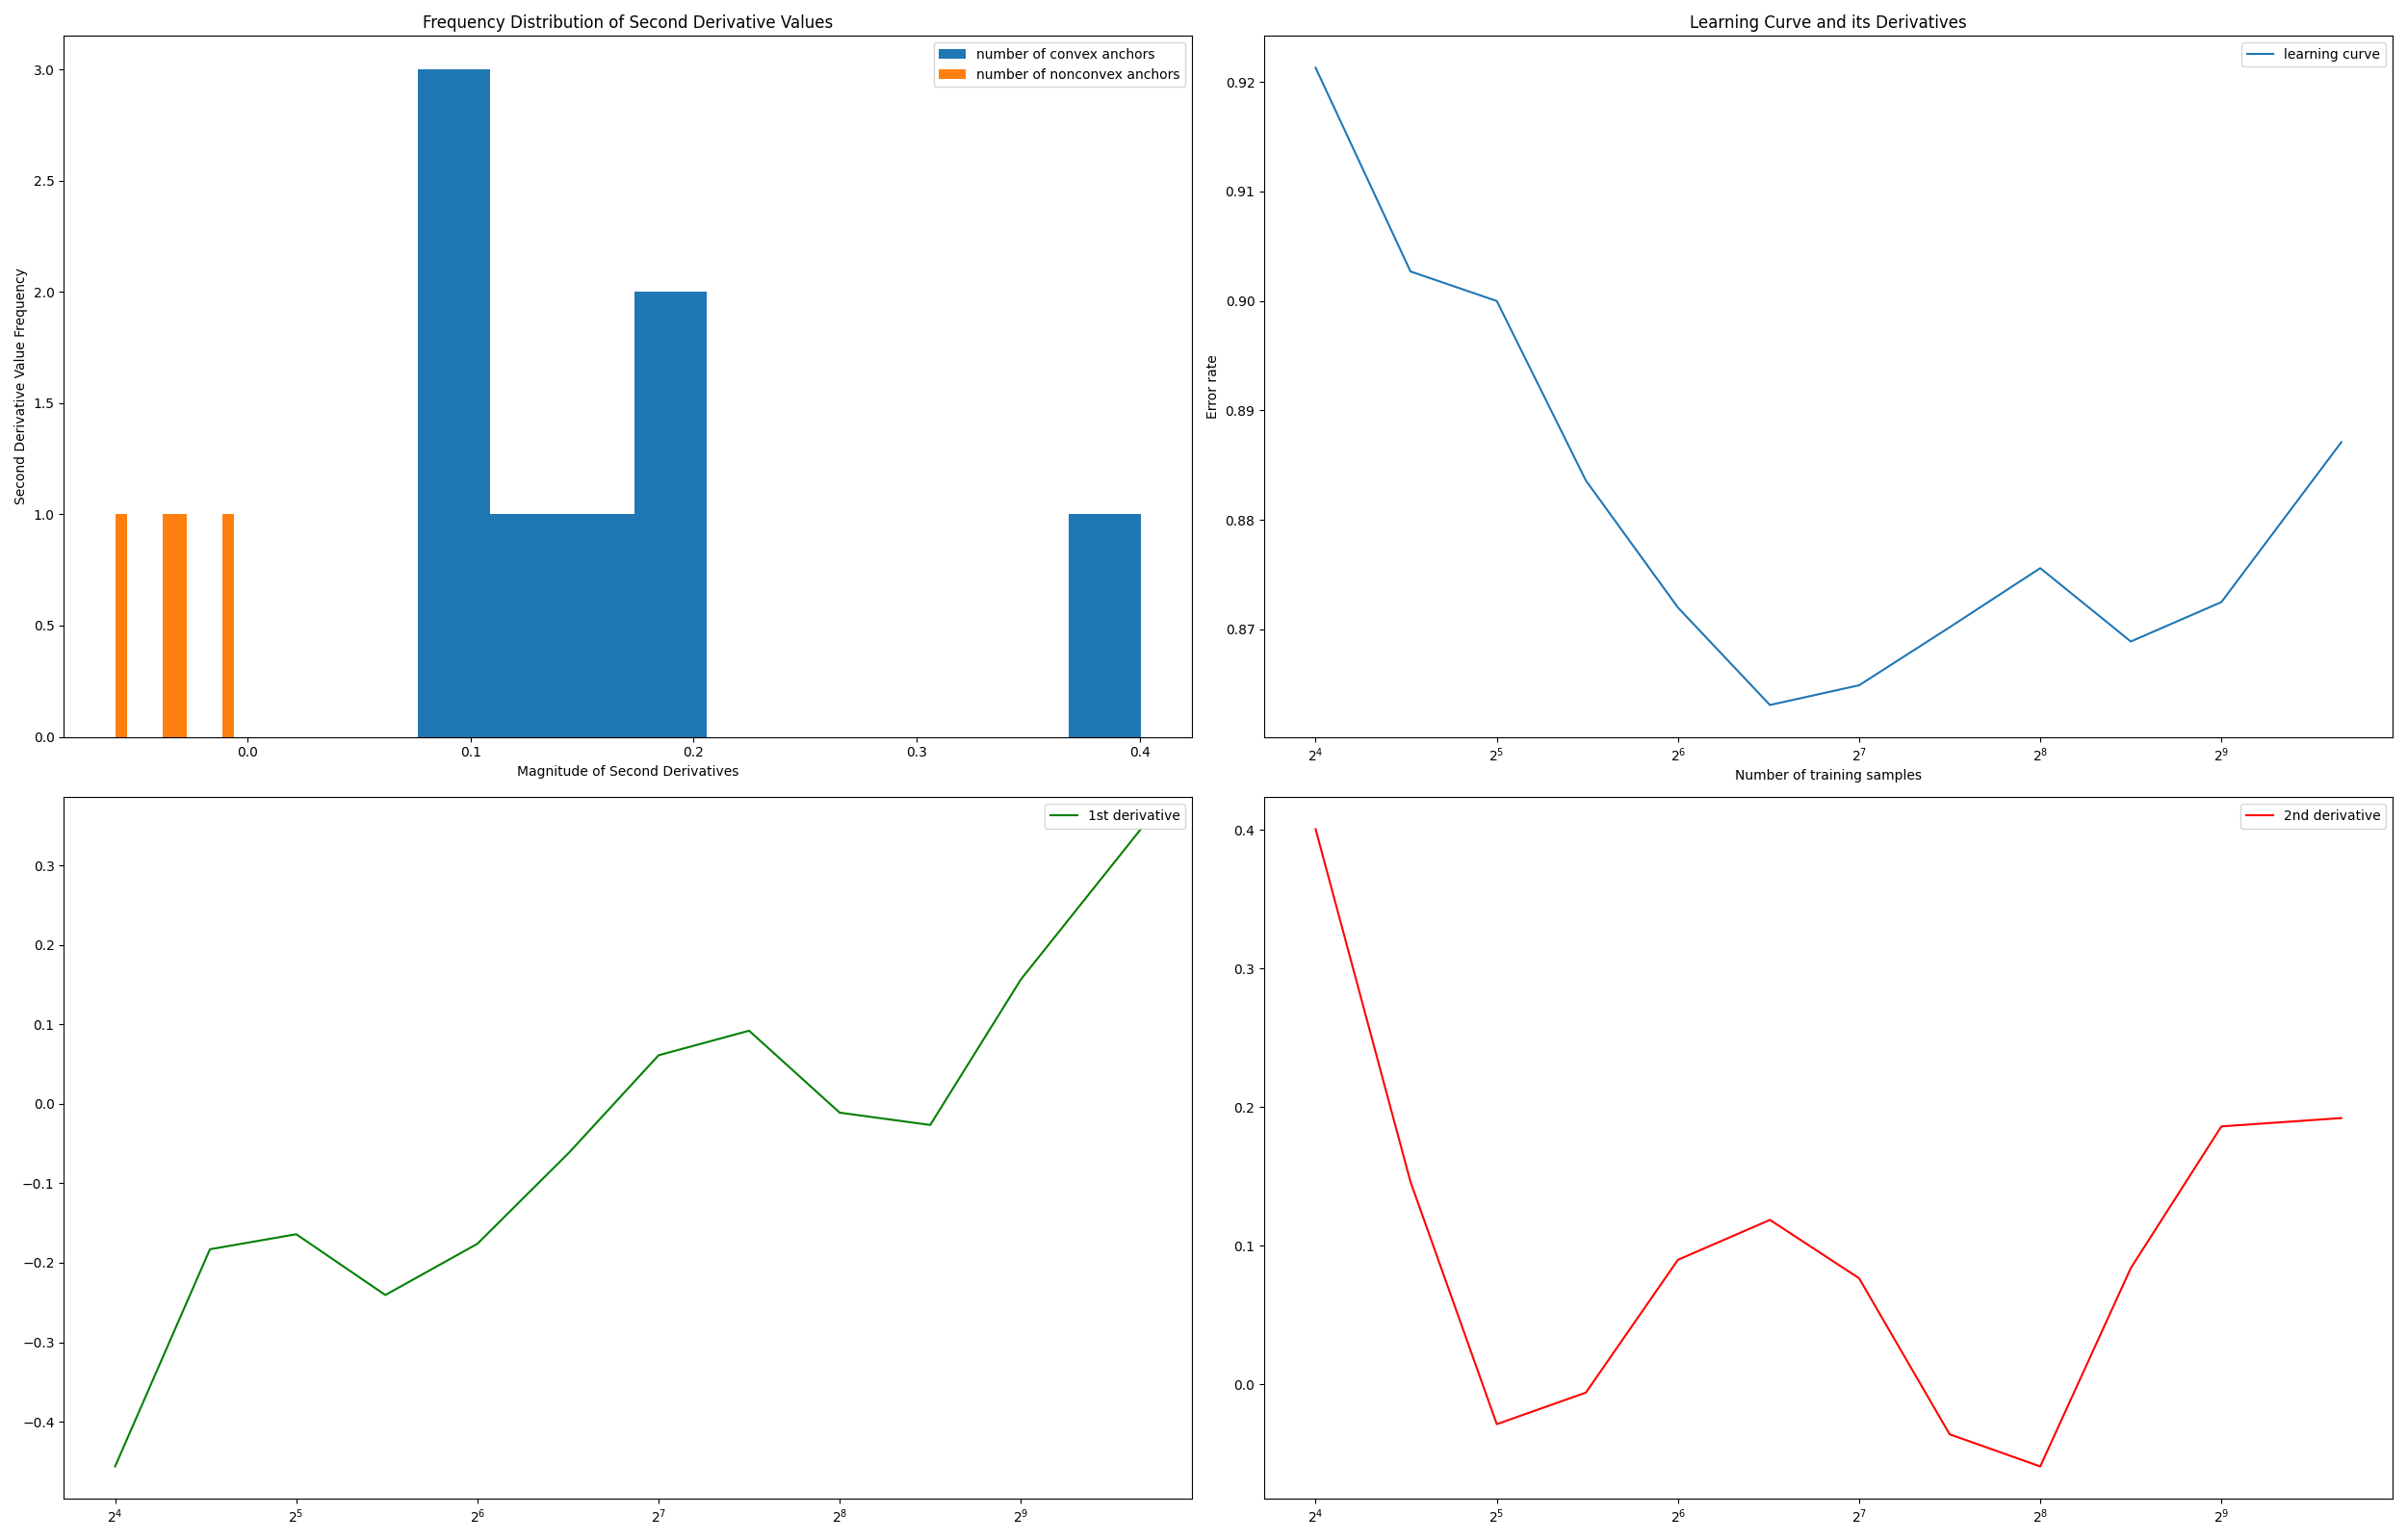 Frequency Distribution of Second Derivative Values
number of convex anchors
number of nonconvex anchors
3.0
2.5
2.0
1.5
1.0
0.5
0.0
Second Derivative Value Frequency
0.0 0.1 0.2 0.3 0.4
Magnitude of Second Derivatives
Learning Curve and its Derivatives
learning curve
0.92
0.91
0.90
0.89
0.88
0.87
Error rate
2⁴ 2⁵ 2⁶ 2⁷ 2⁸ 2⁹
Number of training samples
1st derivative
0.3
0.2
0.1
0.0
−0.1
−0.2
−0.3
−0.4
2⁴ 2⁵ 2⁶ 2⁷ 2⁸ 2⁹
2nd derivative
0.4
0.3
0.2
0.1
0.0
2⁴ 2⁵ 2⁶ 2⁷ 2⁸ 2⁹